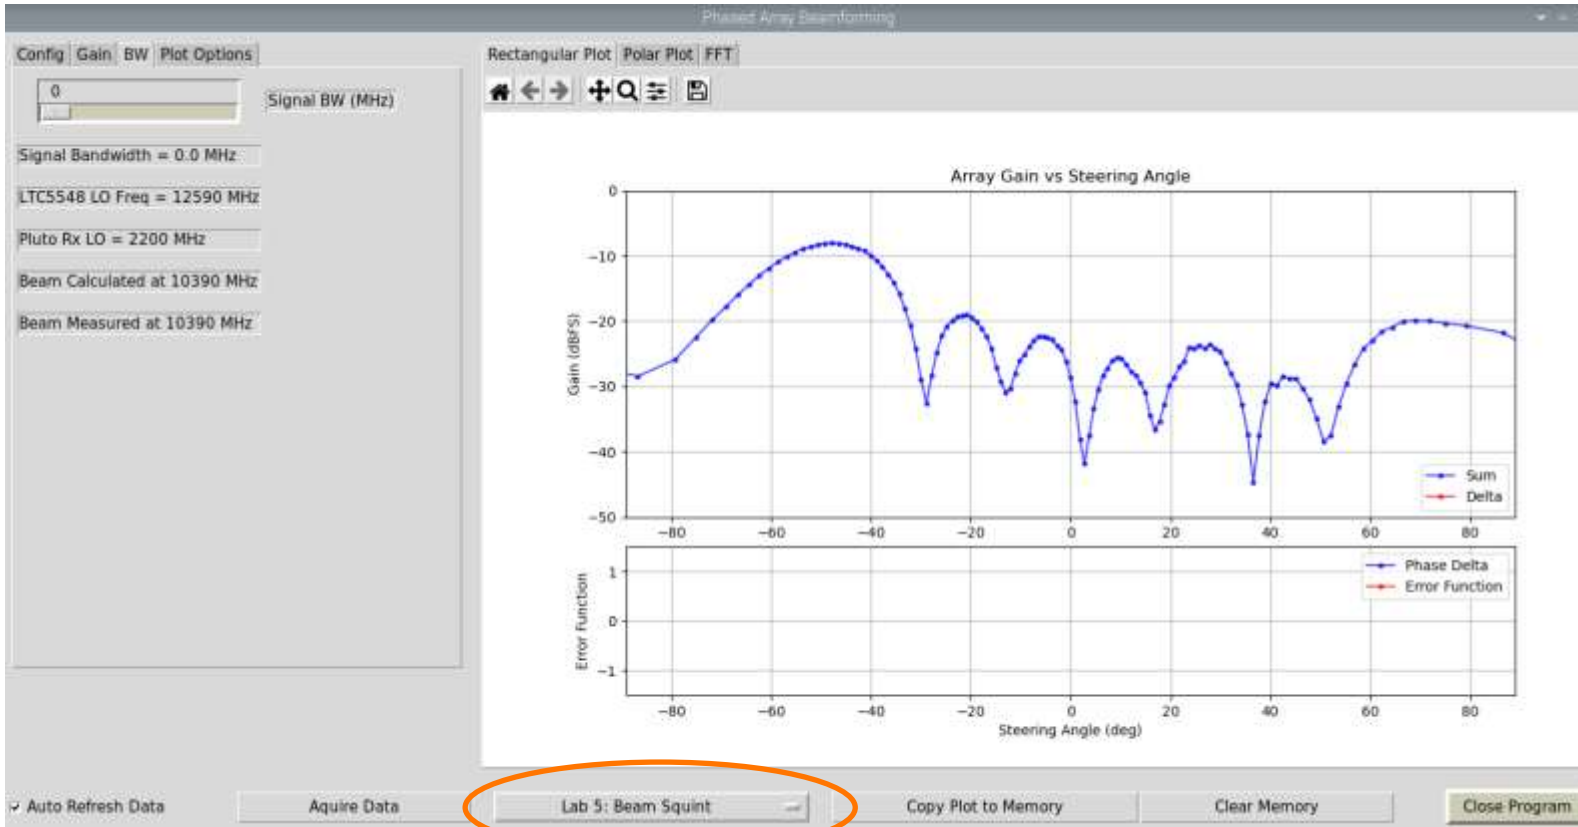 Phased Array Beamforming
Config Gain BW Plot Options
0
Signal BW (MHz)
Signal Bandwidth = 0.0 MHz
LTC5548 LO Freq = 12590 MHz
Pluto Rx LO = 2200 MHz
Beam Calculated at 10390 MHz
Beam Measured at 10390 MHz
Rectangular Plot Polar Plot FFT
Array Gain vs Steering Angle
0
−10
−20
−30
−40
−50
Gain (dBFS)
Sum
Delta
−80 −60 −40 −20 0 20 40 60 80
1
0
−1
Error Function
Phase Delta
Error Function
−80 −60 −40 −20 0 20 40 60 80
Steering Angle (deg)
Auto Refresh Data Aquire Data Lab 5: Beam Squint Copy Plot to Memory Clear Memory Close Program